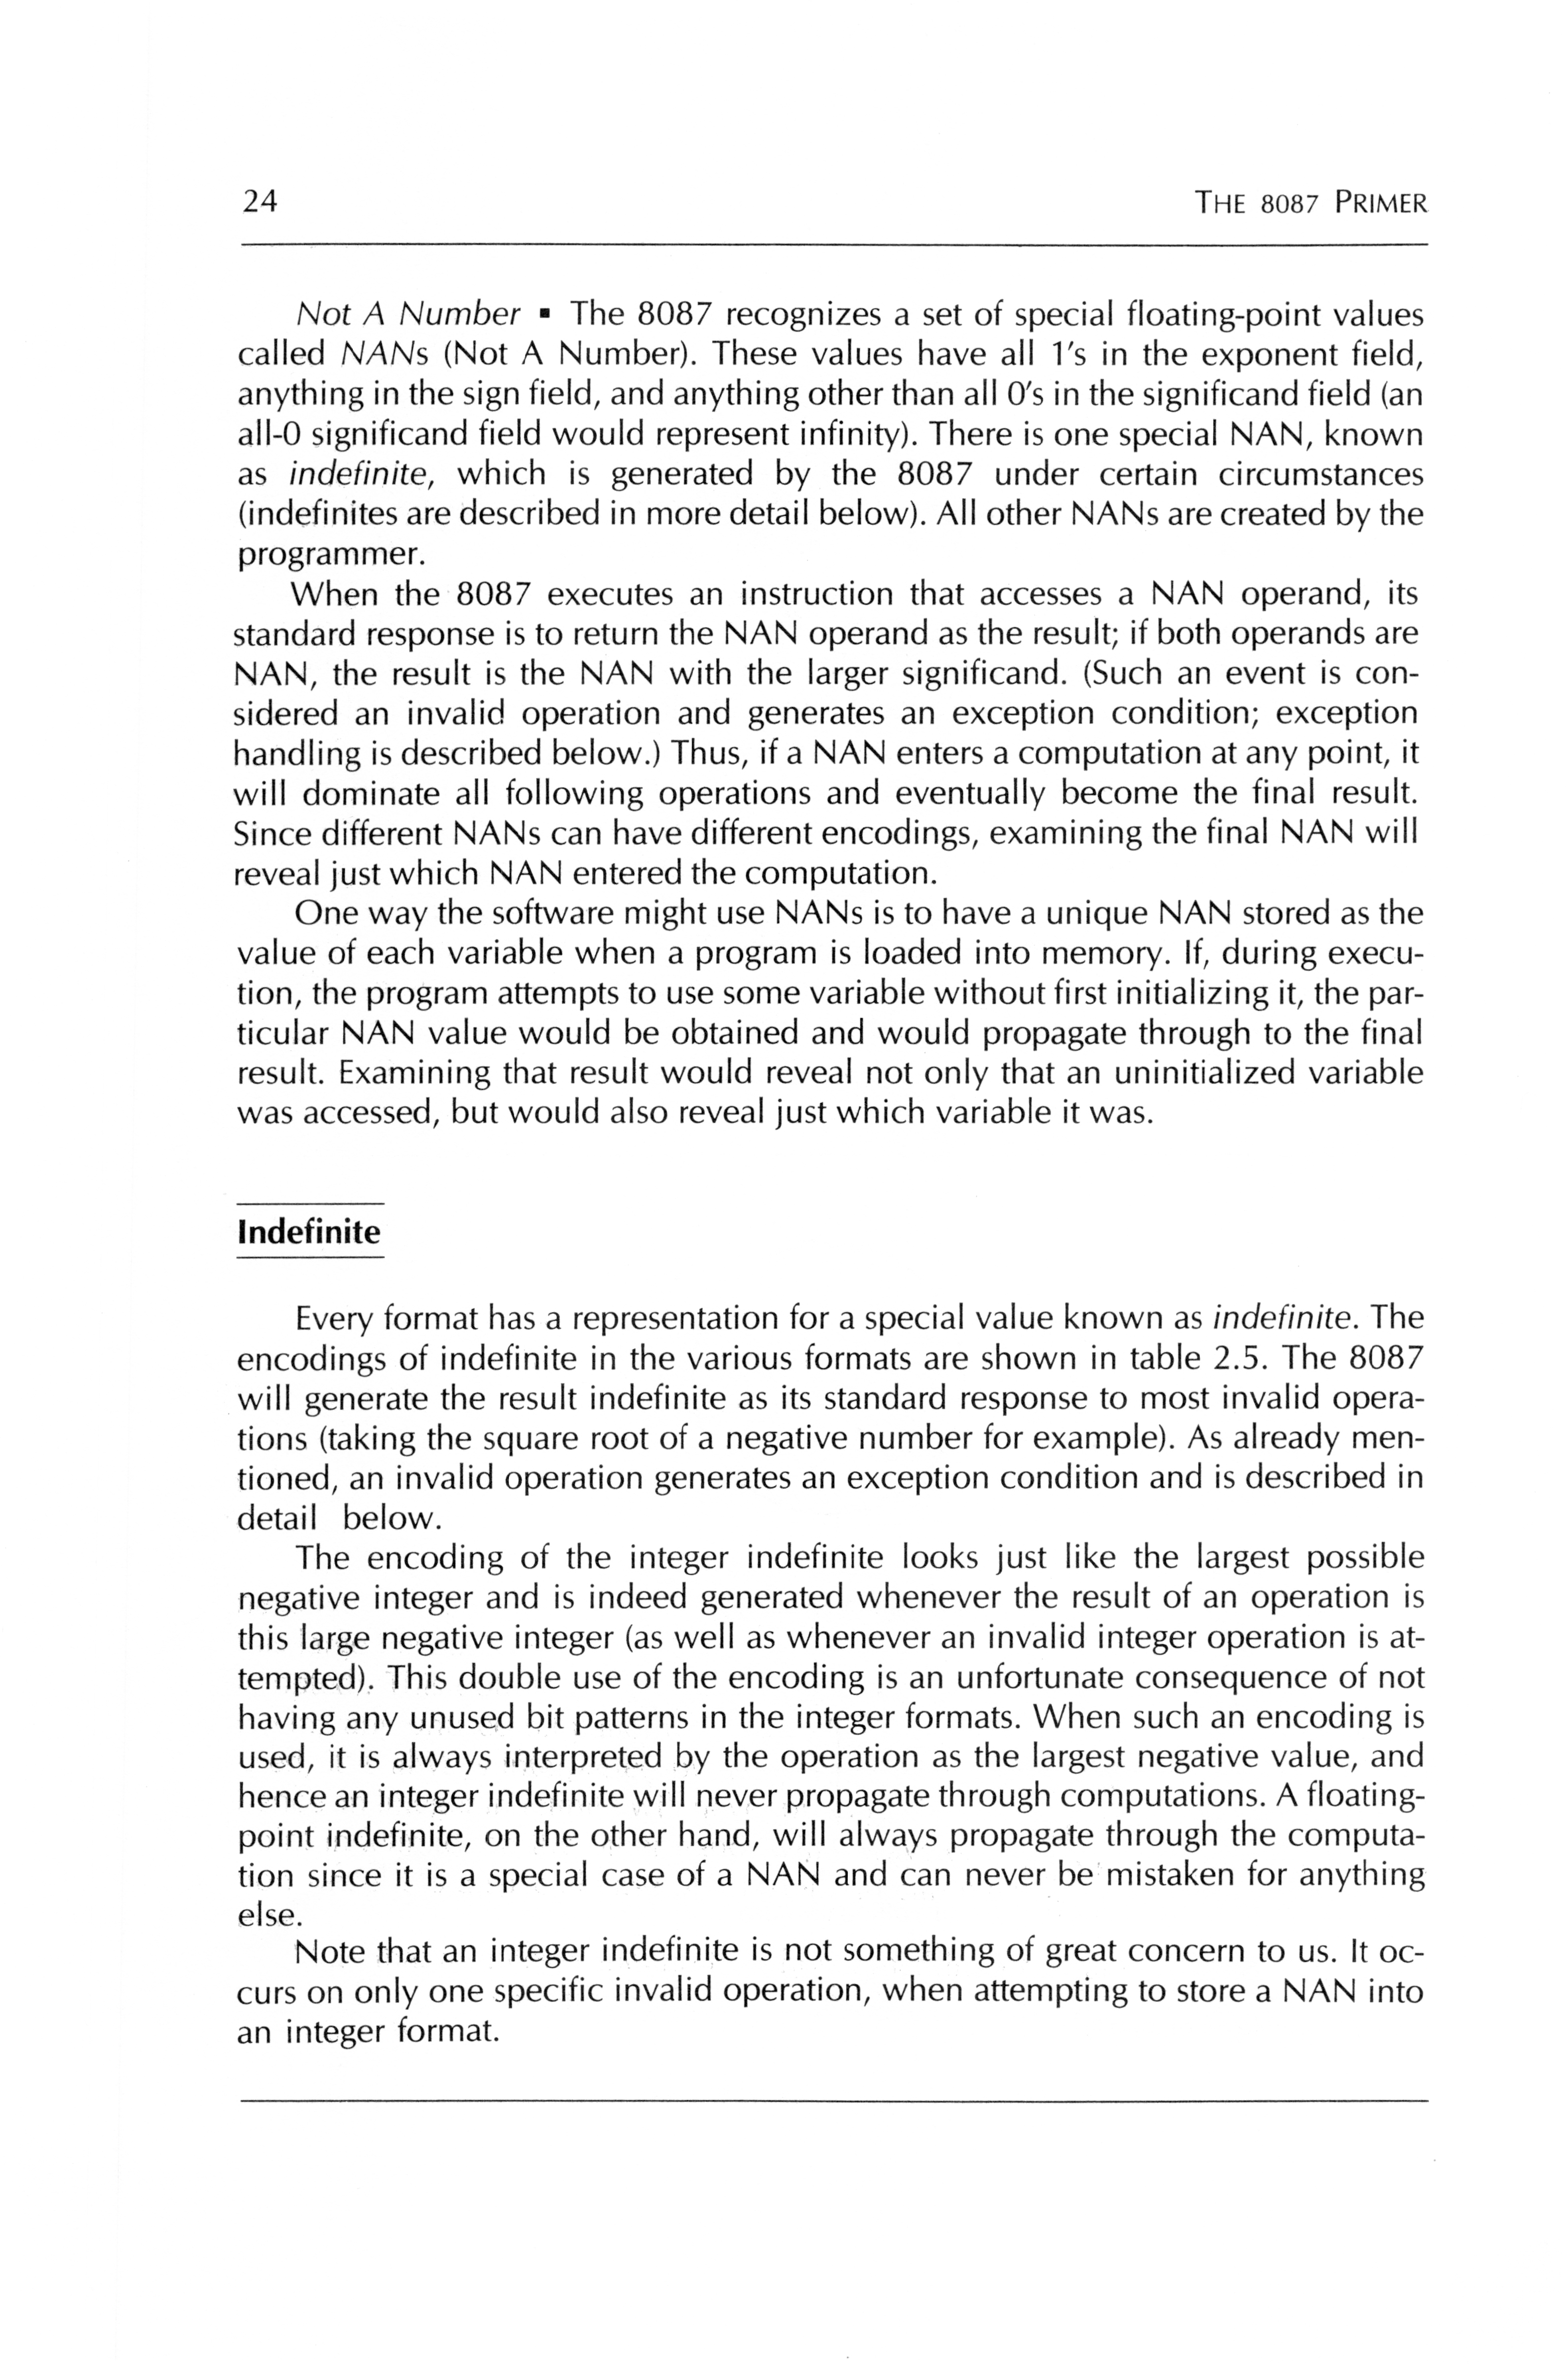 24 THE 8087 PRIMER
Not A Number ▪ The 8087 recognizes a set of special floating-point values
called NANs (Not A Number). These values have all 1's in the exponent field,
anything in the sign field, and anything other than all 0's in the significand field (an
all-0 significand field would represent infinity). There is one special NAN, known
as indefinite, which is generated by the 8087 under certain circumstances
(indefinites are described in more detail below). All other NANs are created by the
programmer.
When the 8087 executes an instruction that accesses a NAN operand, its
standard response is to return the NAN operand as the result; if both operands are
NAN, the result is the NAN with the larger significand. (Such an event is con-
sidered an invalid operation and generates an exception condition; exception
handling is described below.) Thus, if a NAN enters a computation at any point, it
will dominate all following operations and eventually become the final result.
Since different NANs can have different encodings, examining the final NAN will
reveal just which NAN entered the computation.
One way the software might use NANs is to have a unique NAN stored as the
value of each variable when a program is loaded into memory. If, during execu-
tion, the program attempts to use some variable without first initializing it, the par-
ticular NAN value would be obtained and would propagate through to the final
result. Examining that result would reveal not only that an uninitialized variable
was accessed, but would also reveal just which variable it was.
Indefinite
Every format has a representation for a special value known as indefinite. The
encodings of indefinite in the various formats are shown in table 2.5. The 8087
will generate the result indefinite as its standard response to most invalid opera-
tions (taking the square root of a negative number for example). As already men-
tioned, an invalid operation generates an exception condition and is described in
detail below.
The encoding of the integer indefinite looks just like the largest possible
negative integer and is indeed generated whenever the result of an operation is
this large negative integer (as well as whenever an invalid integer operation is at-
tempted). This double use of the encoding is an unfortunate consequence of not
having any unused bit patterns in the integer formats. When such an encoding is
used, it is always interpreted by the operation as the largest negative value, and
hence an integer indefinite will never propagate through computations. A floating-
point indefinite, on the other hand, will always propagate through the computa-
tion since it is a special case of a NAN and can never be mistaken for anything
else.
Note that an integer indefinite is not something of great concern to us. It oc-
curs on only one specific invalid operation, when attempting to store a NAN into
an integer format.